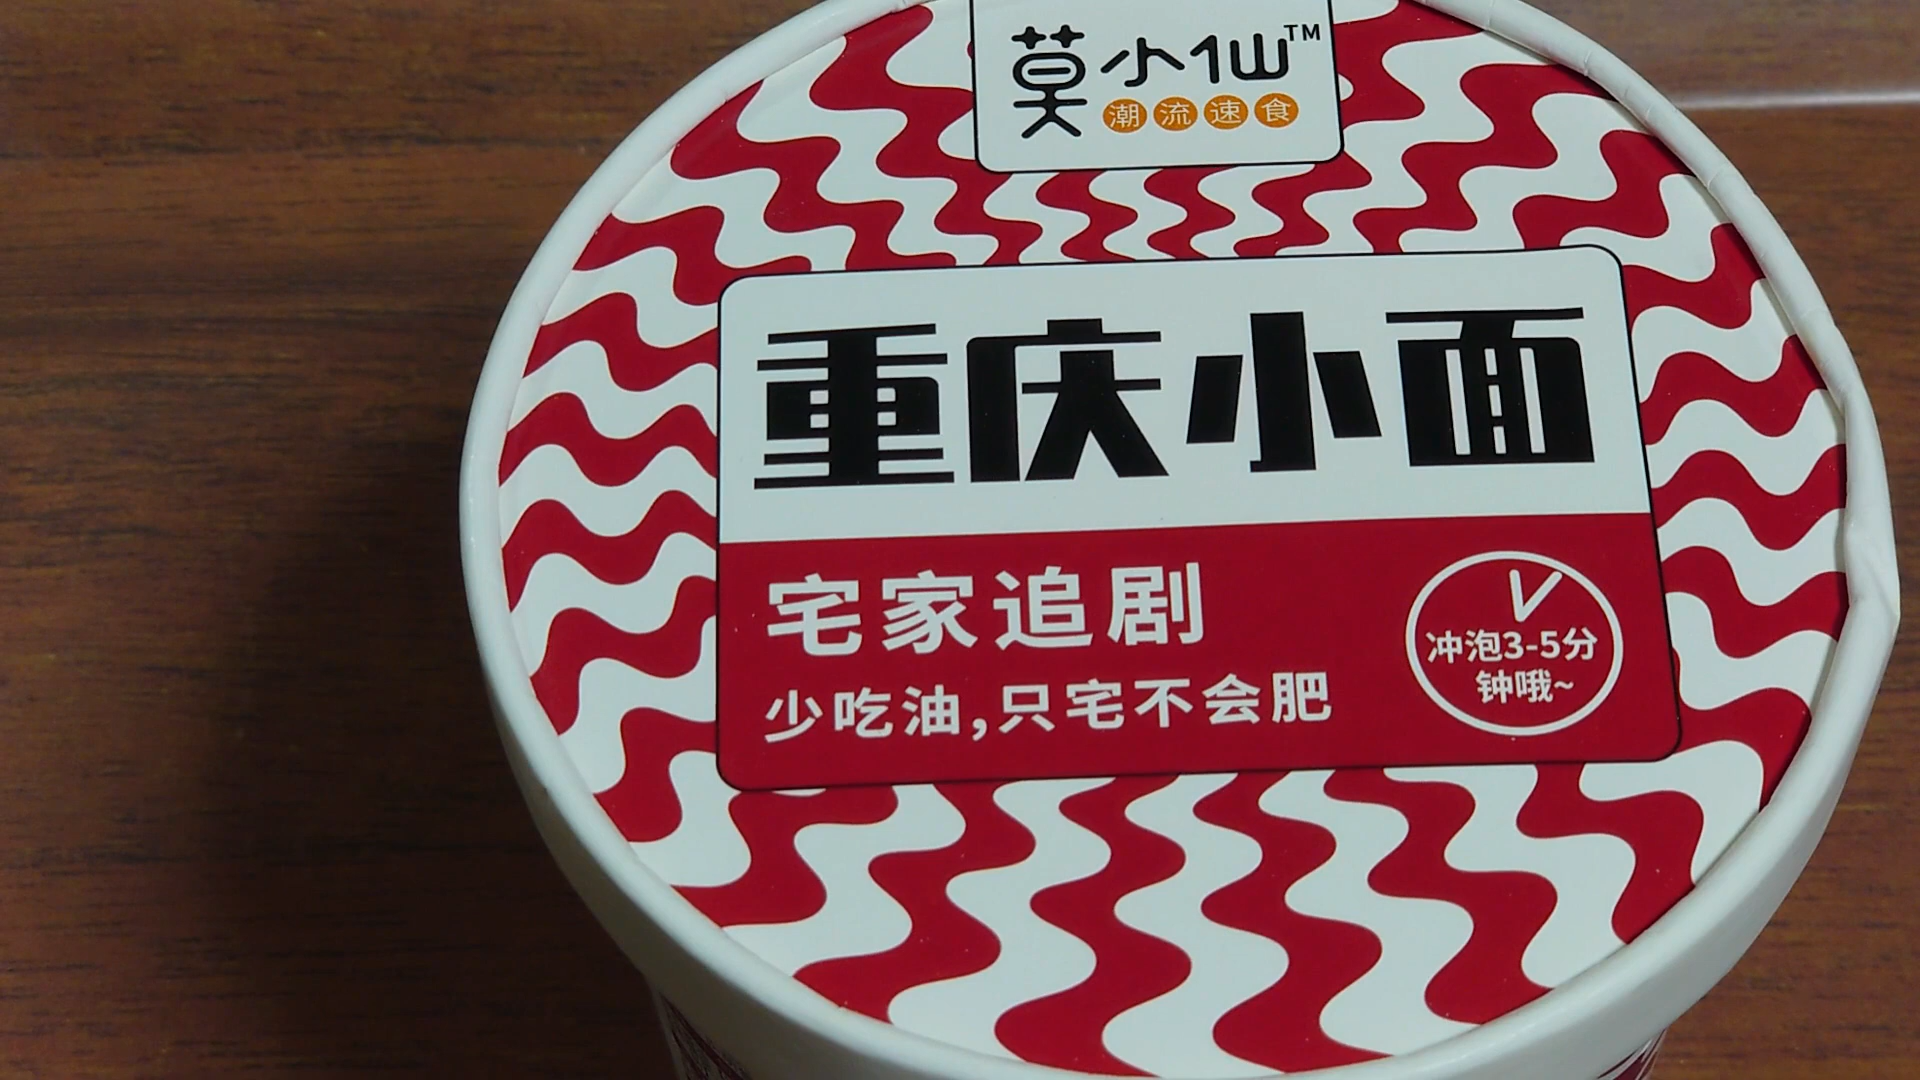 莫小仙™
潮流速食
重庆小面
宅家追剧
少吃油,只宅不会肥
冲泡3-5分
钟哦~